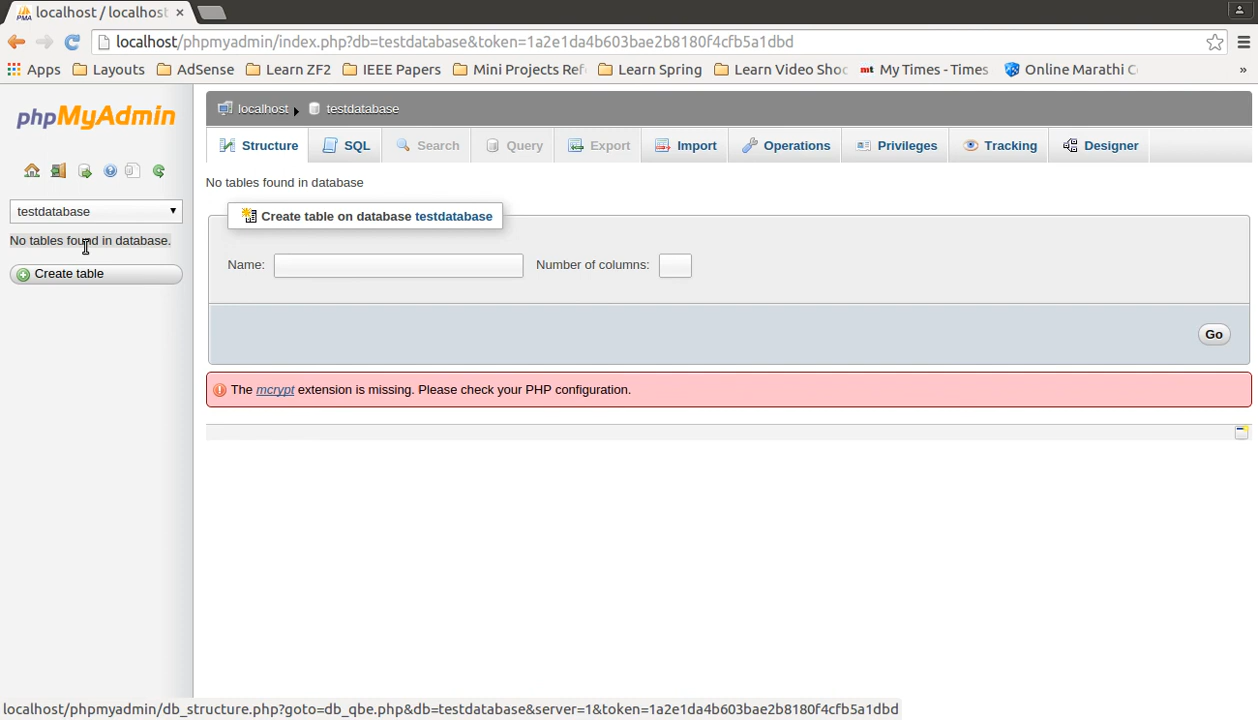 localhost / localhost
localhost/phpmyadmin/index.php?db=testdatabase&token=1a2e1da4b603bae2b8180f4cfb5a1dbd
Apps Layouts AdSense Learn ZF2 IEEE Papers Mini Projects Ref Learn Spring Learn Video Shoo mt My Times - Times Online Marathi C »
phpMyAdmin
testdatabase
No tables found in database.
Create table
localhost testdatabase
Structure SQL Search Query Export Import Operations Privileges Tracking Designer
No tables found in database
Create table on database testdatabase
Name: Number of columns:
Go
The mcrypt extension is missing. Please check your PHP configuration.
localhost/phpmyadmin/db_structure.php?goto=db_qbe.php&db=testdatabase&server=1&token=1a2e1da4b603bae2b8180f4cfb5a1dbd